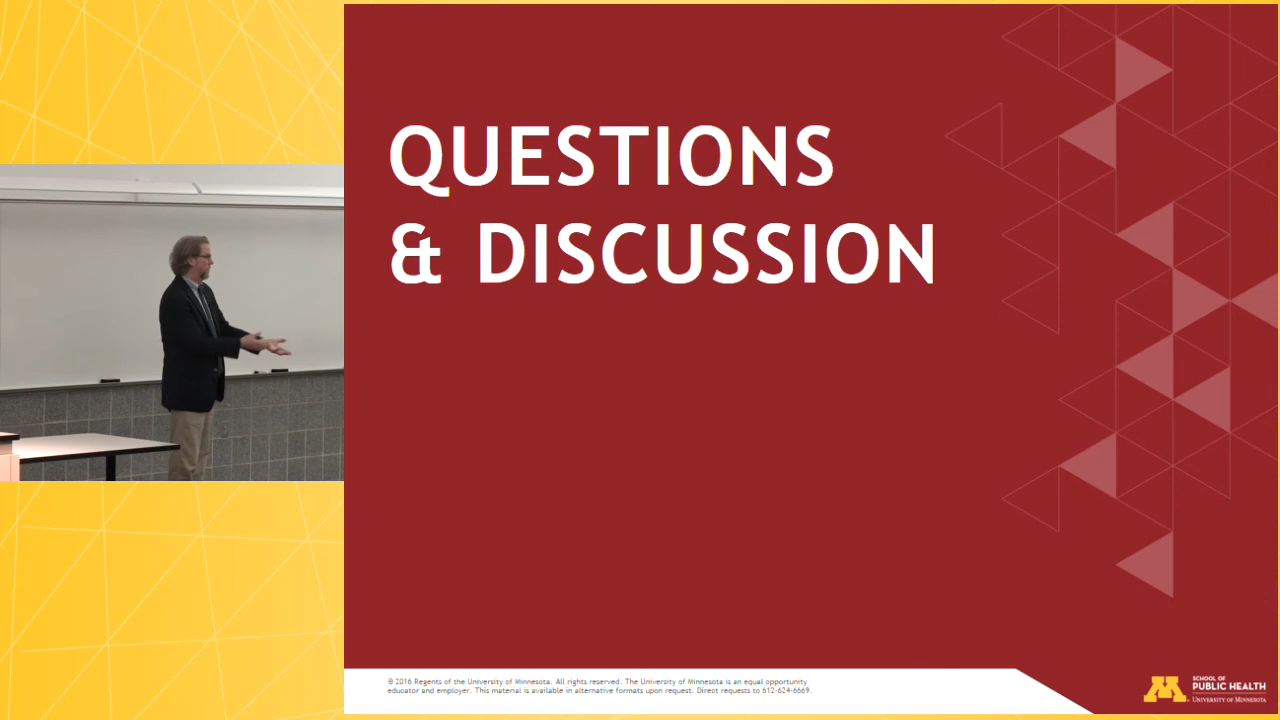 QUESTIONS
& DISCUSSION
© 2016 Regents of the University of Minnesota. All rights reserved. The University of Minnesota is an equal opportunity
educator and employer. This material is available in alternative formats upon request. Direct requests to 612-624-6669.
M
SCHOOL OF
PUBLIC HEALTH
UNIVERSITY OF MINNESOTA